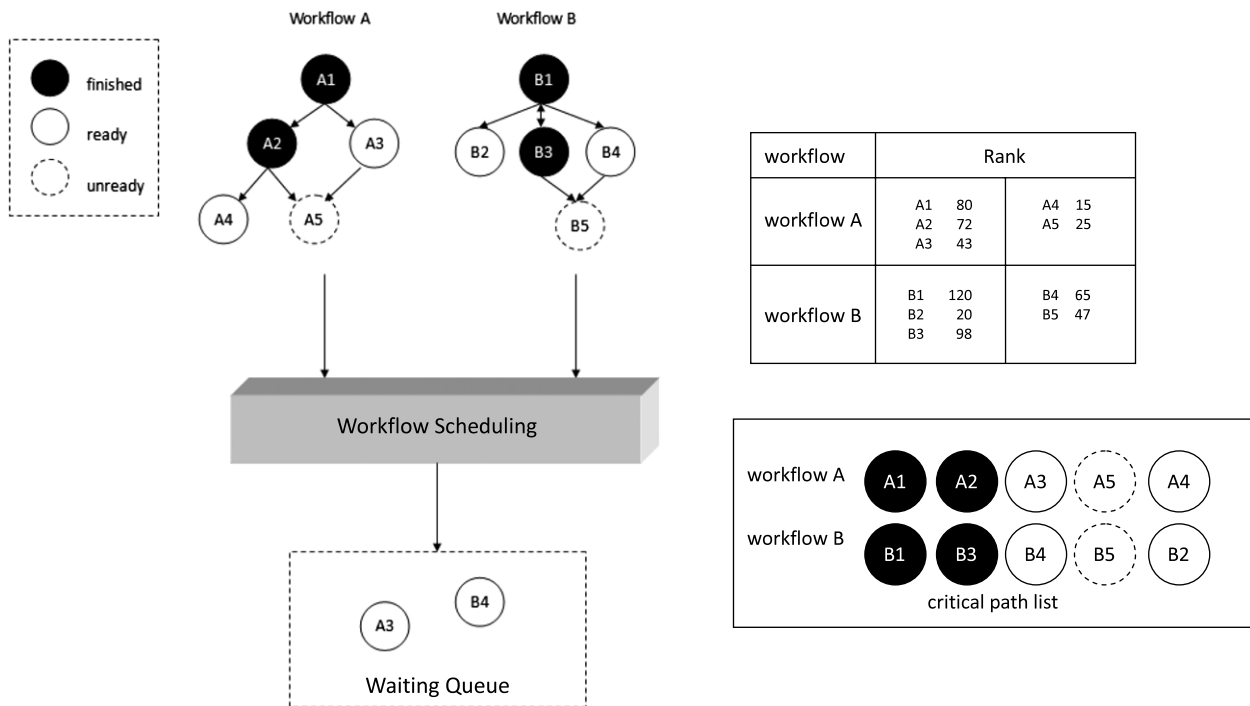 Workflow A
Workflow B
finished
ready
unready
A1
A2
A3
A4
A5
B1
B2
B3
B4
B5
Workflow Scheduling
A3
B4
Waiting Queue
workflow Rank
workflow A
A1 80
A2 72
A3 43
A4 15
A5 25
workflow B
B1 120
B2 20
B3 98
B4 65
B5 47
workflow A A1 A2 A3 A5 A4
workflow B B1 B3 B4 B5 B2
critical path list